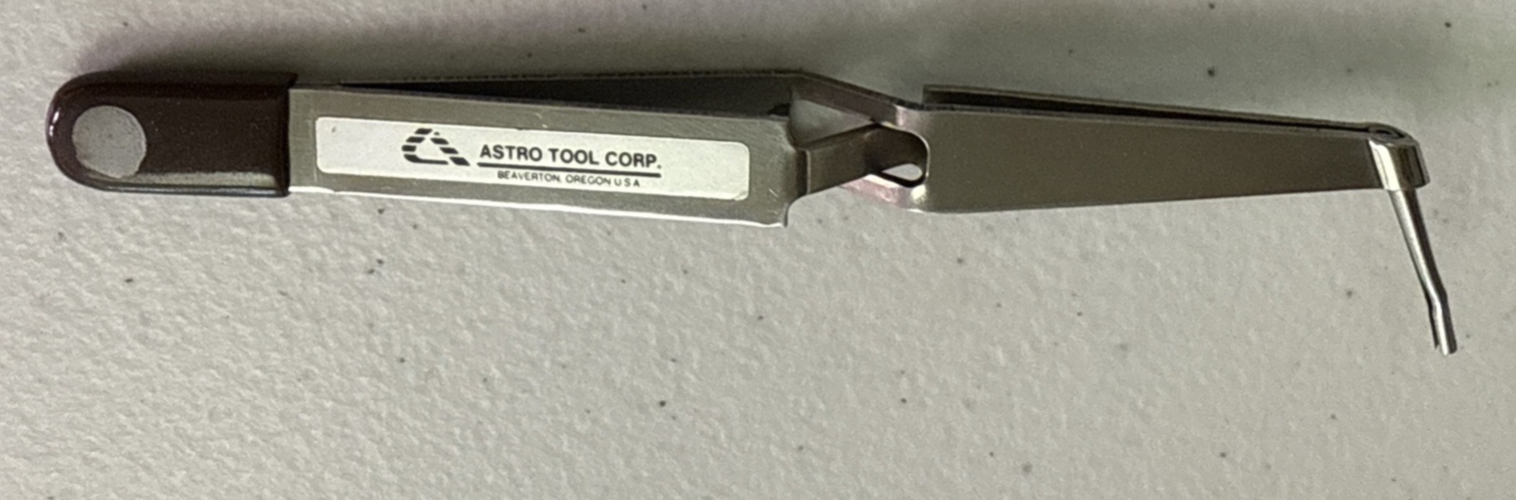 ASTRO TOOL CORP.
BEAVERTON, OREGON U S A